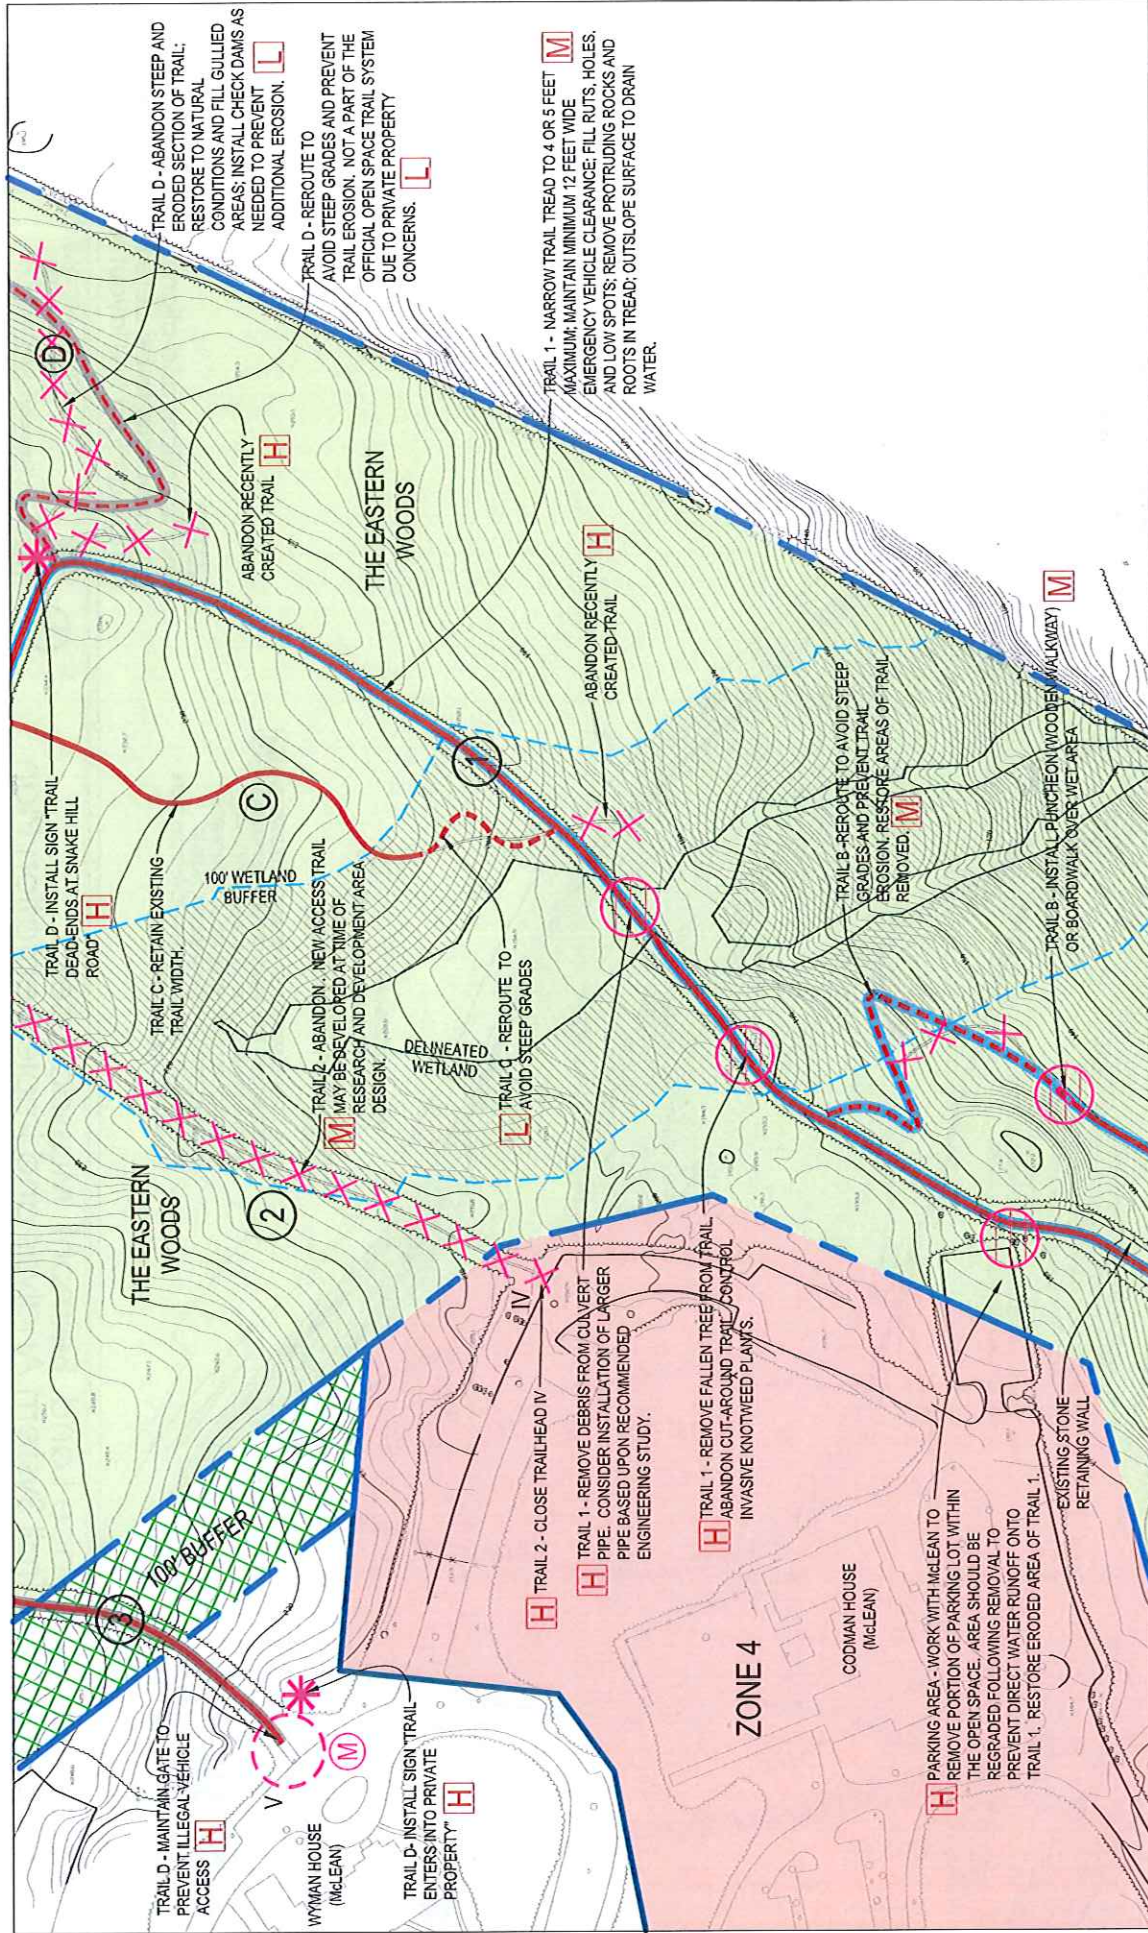 TRAIL D - ABANDON STEEP AND
ERODED SECTION OF TRAIL;
RESTORE TO NATURAL
CONDITIONS AND FILL GULLIED
AREAS; INSTALL CHECK DAMS AS
NEEDED TO PREVENT
ADDITIONAL EROSION. L
TRAIL D - REROUTE TO
AVOID STEEP GRADES AND PREVENT
TRAIL EROSION. NOT A PART OF THE
OFFICIAL OPEN SPACE TRAIL SYSTEM
DUE TO PRIVATE PROPERTY
CONCERNS. L
TRAIL 1 - NARROW TRAIL TREAD TO 4 OR 5 FEET M
MAXIMUM; MAINTAIN MINIMUM 12 FEET WIDE
EMERGENCY VEHICLE CLEARANCE; FILL RUTS, HOLES,
AND LOW SPOTS; REMOVE PROTRUDING ROCKS AND
ROOTS IN TREAD; OUTSLOPE SURFACE TO DRAIN
WATER.
D
ABANDON RECENTLY
CREATED TRAIL H
THE EASTERN
WOODS
ABANDON RECENTLY
CREATED TRAIL H
TRAIL B - REROUTE TO AVOID STEEP
GRADES AND PREVENT TRAIL
EROSION. RESTORE AREAS OF TRAIL
REMOVED. M
TRAIL B - INSTALL PUNCHEON (WOODEN WALKWAY) M
OR BOARDWALK OVER WET AREA
1
TRAIL D - INSTALL SIGN "TRAIL
DEAD-ENDS AT SNAKE HILL
ROAD" H
TRAIL C - RETAIN EXISTING
TRAIL WIDTH.
C
100' WETLAND
BUFFER
TRAIL 2 - ABANDON. NEW ACCESS TRAIL
M MAY BE DEVELOPED AT TIME OF
RESEARCH AND DEVELOPMENT AREA
DESIGN.
DELINEATED
WETLAND
TRAIL C - REROUTE TO
L AVOID STEEP GRADES
THE EASTERN
WOODS
2
IV
H TRAIL 2 - CLOSE TRAILHEAD IV
H TRAIL 1 - REMOVE DEBRIS FROM CULVERT
PIPE. CONSIDER INSTALLATION OF LARGER
PIPE BASED UPON RECOMMENDED
ENGINEERING STUDY.
H TRAIL 1 - REMOVE FALLEN TREE FROM TRAIL,
ABANDON CUT-AROUND TRAIL, CONTROL
INVASIVE KNOTWEED PLANTS.
3
100' BUFFER
V
M
TRAIL D - MAINTAIN GATE TO
PREVENT ILLEGAL VEHICLE
ACCESS H
WYMAN HOUSE
(McLEAN)
TRAIL D - INSTALL SIGN "TRAIL
ENTERS INTO PRIVATE
PROPERTY" H
ZONE 4
CODMAN HOUSE
(McLEAN)
H PARKING AREA - WORK WITH McLEAN TO
REMOVE PORTION OF PARKING LOT WITHIN
THE OPEN SPACE. AREA SHOULD BE
REGRADED FOLLOWING REMOVAL TO
PREVENT DIRECT WATER RUNOFF ONTO
TRAIL 1. RESTORE ERODED AREA OF TRAIL 1.
EXISTING STONE
RETAINING WALL